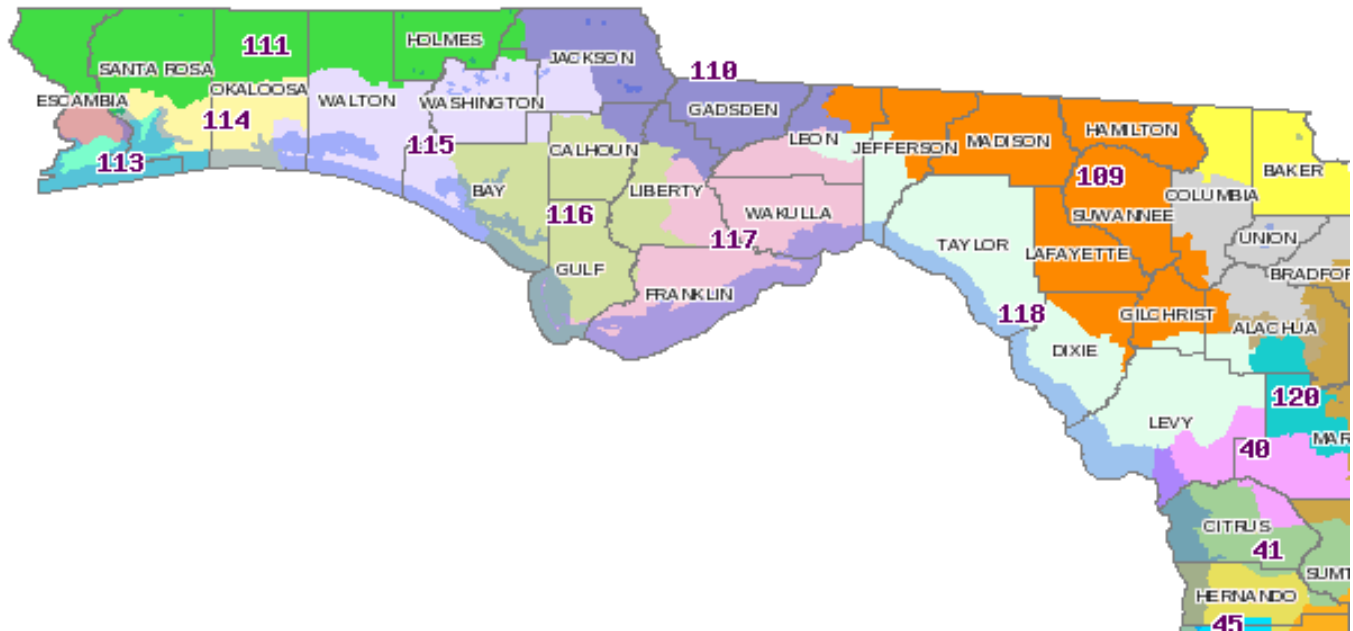 HOLMES
111
JACKSON
SANTA ROSA
110
OKALOOSA
ESCAMBIA
WALTON
WASHINGTON
GADSDEN
114
HAMILTON
LEON
MADISON
115
JEFFERSON
CALHOUN
113
BAKER
109
BAY
LIBERTY
COLUMBIA
116
WAKULLA
SUWANNEE
117
UNION
TAYLOR
LAFAYETTE
GULF
BRADFOR
FRANKLIN
118
GILCHRIST
ALACHUA
DIXIE
120
LEVY
MAR
40
CITRUS
41
SUMT
HERNANDO
45